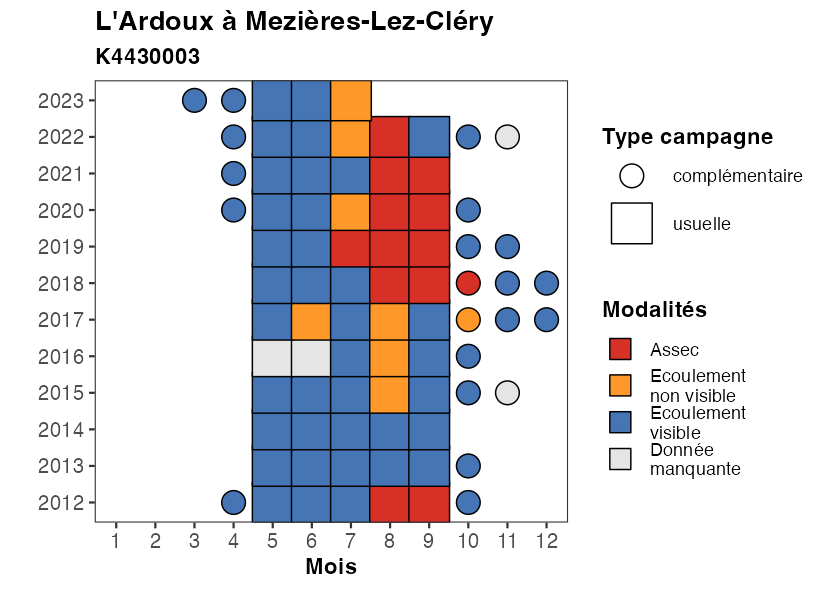 L'Ardoux à Mezières-Lez-Cléry
K4430003
2023
2022
2021
2020
2019
2018
2017
2016
2015
2014
2013
2012
1 2 3 4 5 6 7 8 9 10 11 12
Mois
Type campagne
complémentaire
usuelle
Modalités
Assec
Ecoulement
non visible
Ecoulement
visible
Donnée
manquante